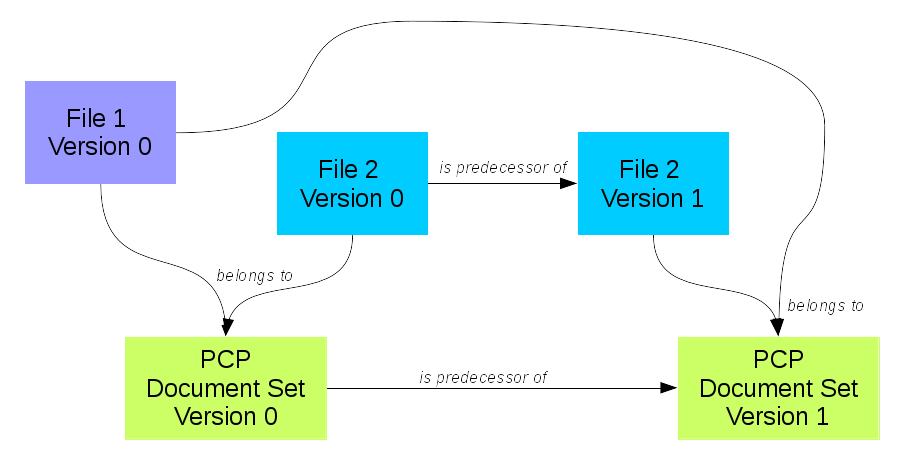 File 1
Version 0
File 2
Version 0
is predecessor of
File 2
Version 1
belongs to
belongs to
PCP
Document Set
Version 0
is predecessor of
PCP
Document Set
Version 1